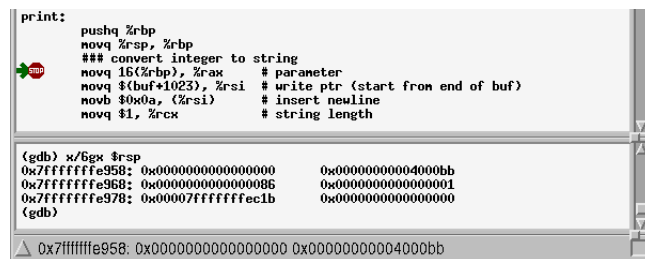 print:
pushq %rbp
movq %rsp, %rbp
### convert integer to string
STOP movq 16(%rbp), %rax # parameter
movq $(buf+1023), %rsi # write ptr (start from end of buf)
movb $0x0a, (%rsi) # insert newline
movq $1, %rcx # string length
(gdb) x/6gx $rsp
0x7fffffffe958: 0x0000000000000000 0x00000000004000bb
0x7fffffffe968: 0x0000000000000086 0x0000000000000001
0x7fffffffe978: 0x00007fffffffec1b 0x0000000000000000
(gdb)
0x7fffffffe958: 0x0000000000000000 0x00000000004000bb